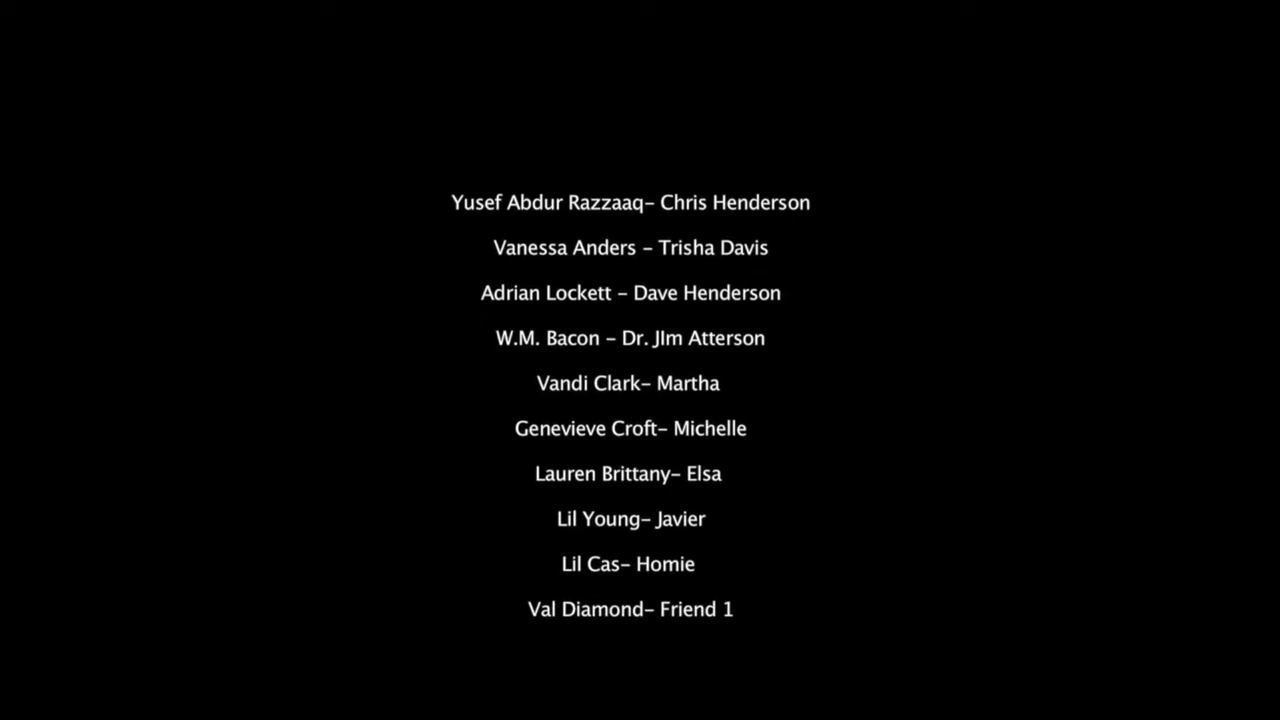 Yusef Abdur Razzaaq- Chris Henderson
Vanessa Anders - Trisha Davis
Adrian Lockett - Dave Henderson
W.M. Bacon - Dr. JIm Atterson
Vandi Clark- Martha
Genevieve Croft- Michelle
Lauren Brittany- Elsa
Lil Young- Javier
Lil Cas- Homie
Val Diamond- Friend 1